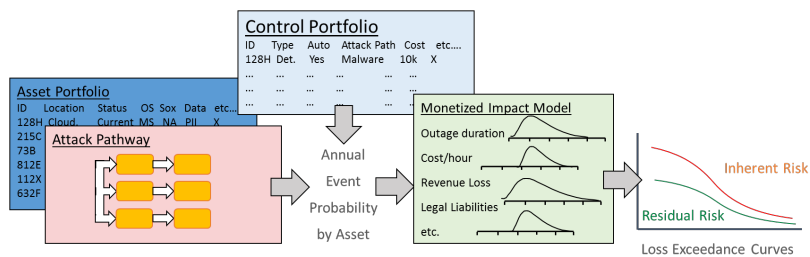 Control Portfolio
ID Type Auto Attack Path Cost etc....
128H Det. Yes Malware 10k X
... ... ... ... ...
... ... ... ... ...
... ... ... ... ...
Asset Portfolio
ID Location Status OS Sox Data etc...
128H Cloud. Current MS NA PII X
215C
73B
812E
112X
632F
Attack Pathway
Annual
Event
Probability
by Asset
Monetized Impact Model
Outage duration
Cost/hour
Revenue Loss
Legal Liabilities
etc.
Inherent Risk
Residual Risk
Loss Exceedance Curves